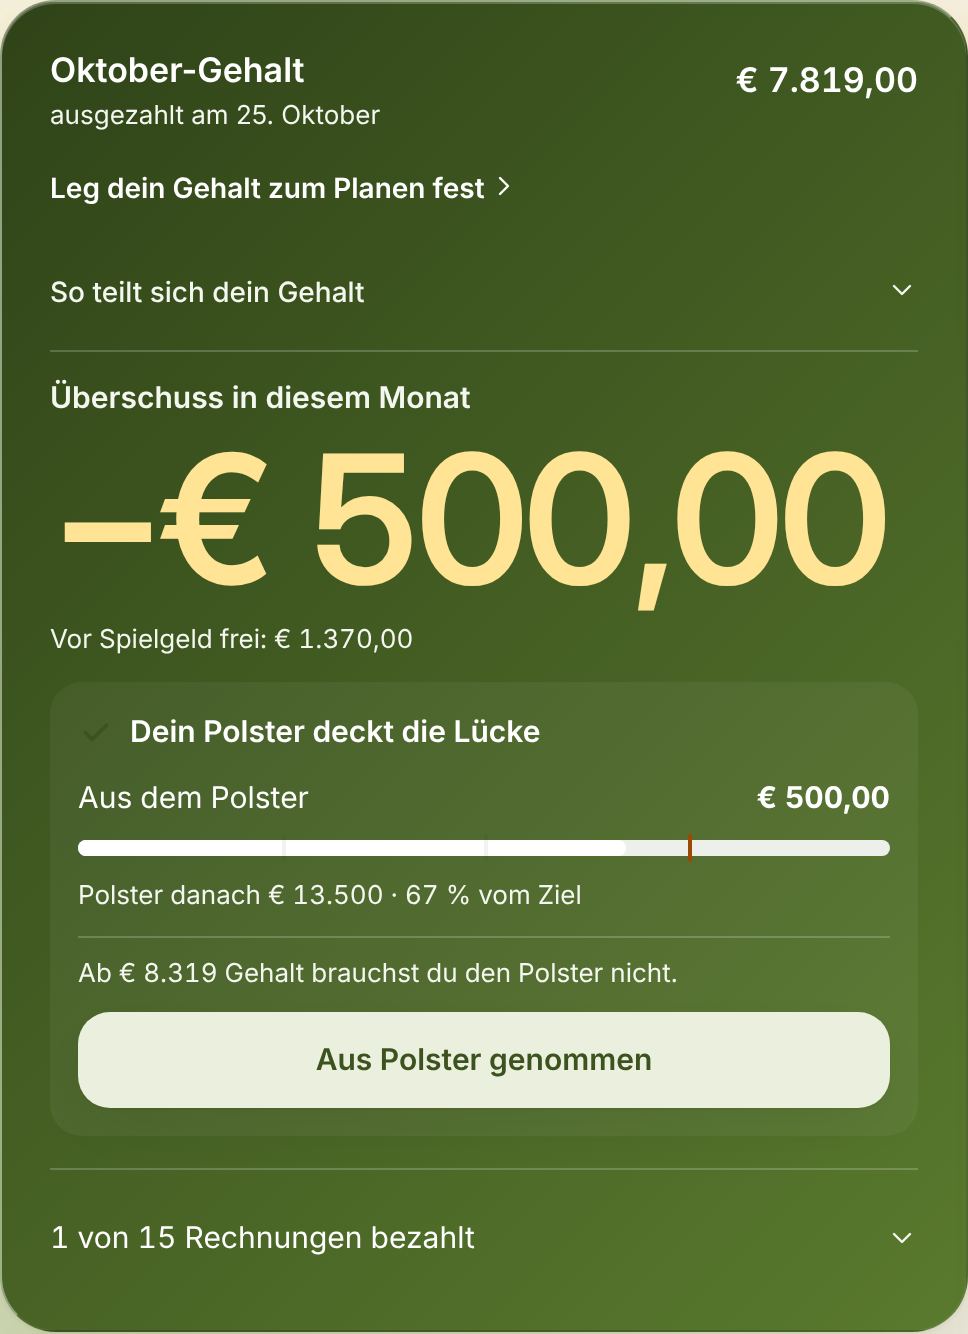 Oktober-Gehalt
€ 7.819,00
ausgezahlt am 25. Oktober
Leg dein Gehalt zum Planen fest
So teilt sich dein Gehalt
Überschuss in diesem Monat
–€ 500,00
Vor Spielgeld frei: € 1.370,00
Dein Polster deckt die Lücke
Aus dem Polster
€ 500,00
Polster danach € 13.500 · 67 % vom Ziel
Ab € 8.319 Gehalt brauchst du den Polster nicht.
Aus Polster genommen
1 von 15 Rechnungen bezahlt